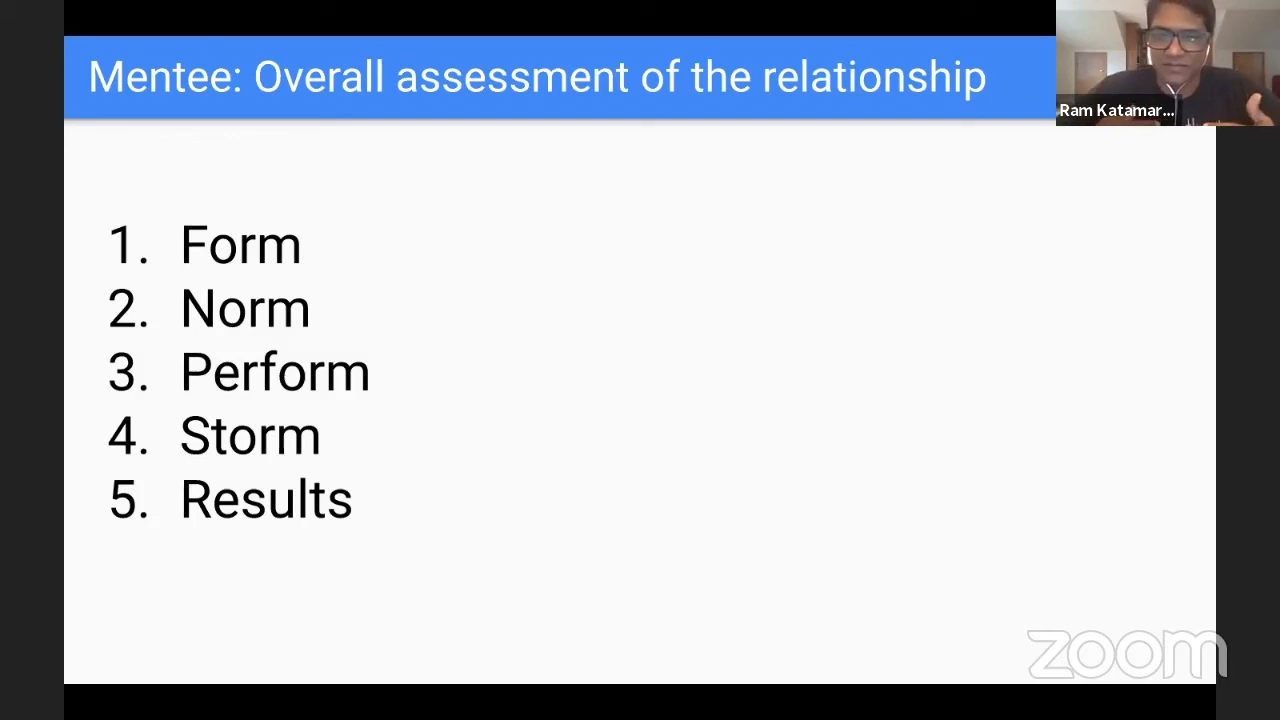 Mentee: Overall assessment of the relationship
Ram Katamar...
1. Form
2. Norm
3. Perform
4. Storm
5. Results
zoom